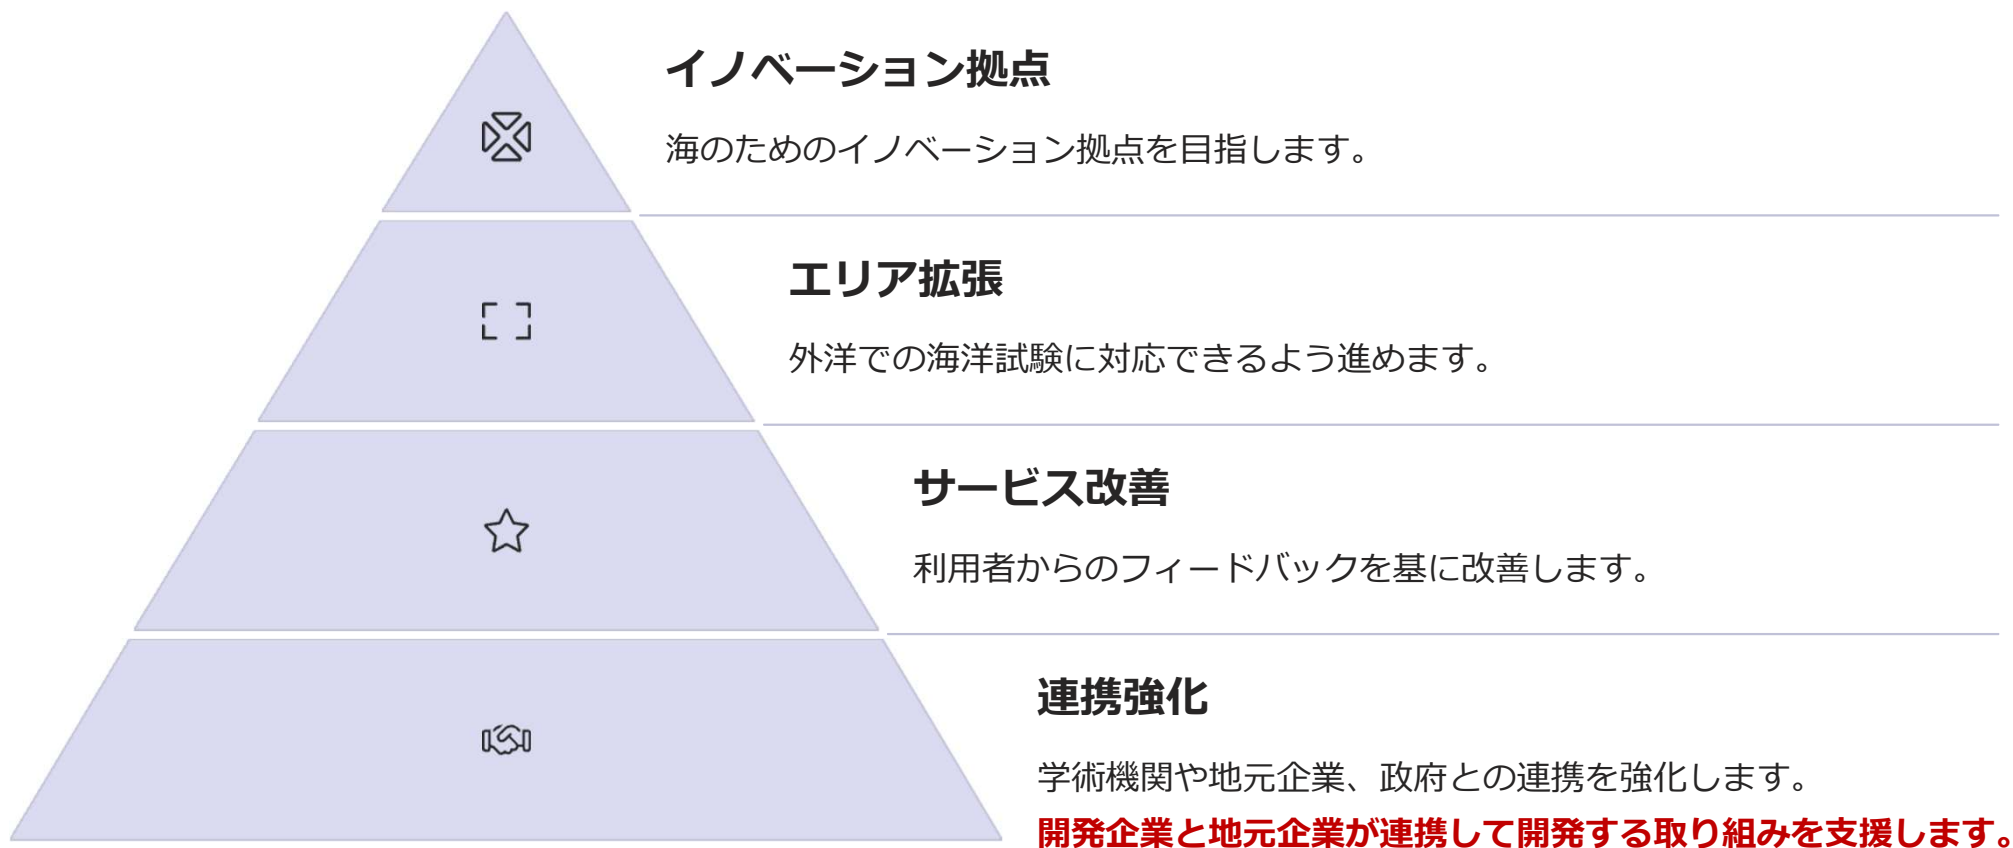 イノベーション拠点
海のためのイノベーション拠点を目指します。
エリア拡張
外洋での海洋試験に対応できるよう進めます。
サービス改善
利用者からのフィードバックを基に改善します。
連携強化
学術機関や地元企業、政府との連携を強化します。
開発企業と地元企業が連携して開発する取り組みを支援します。